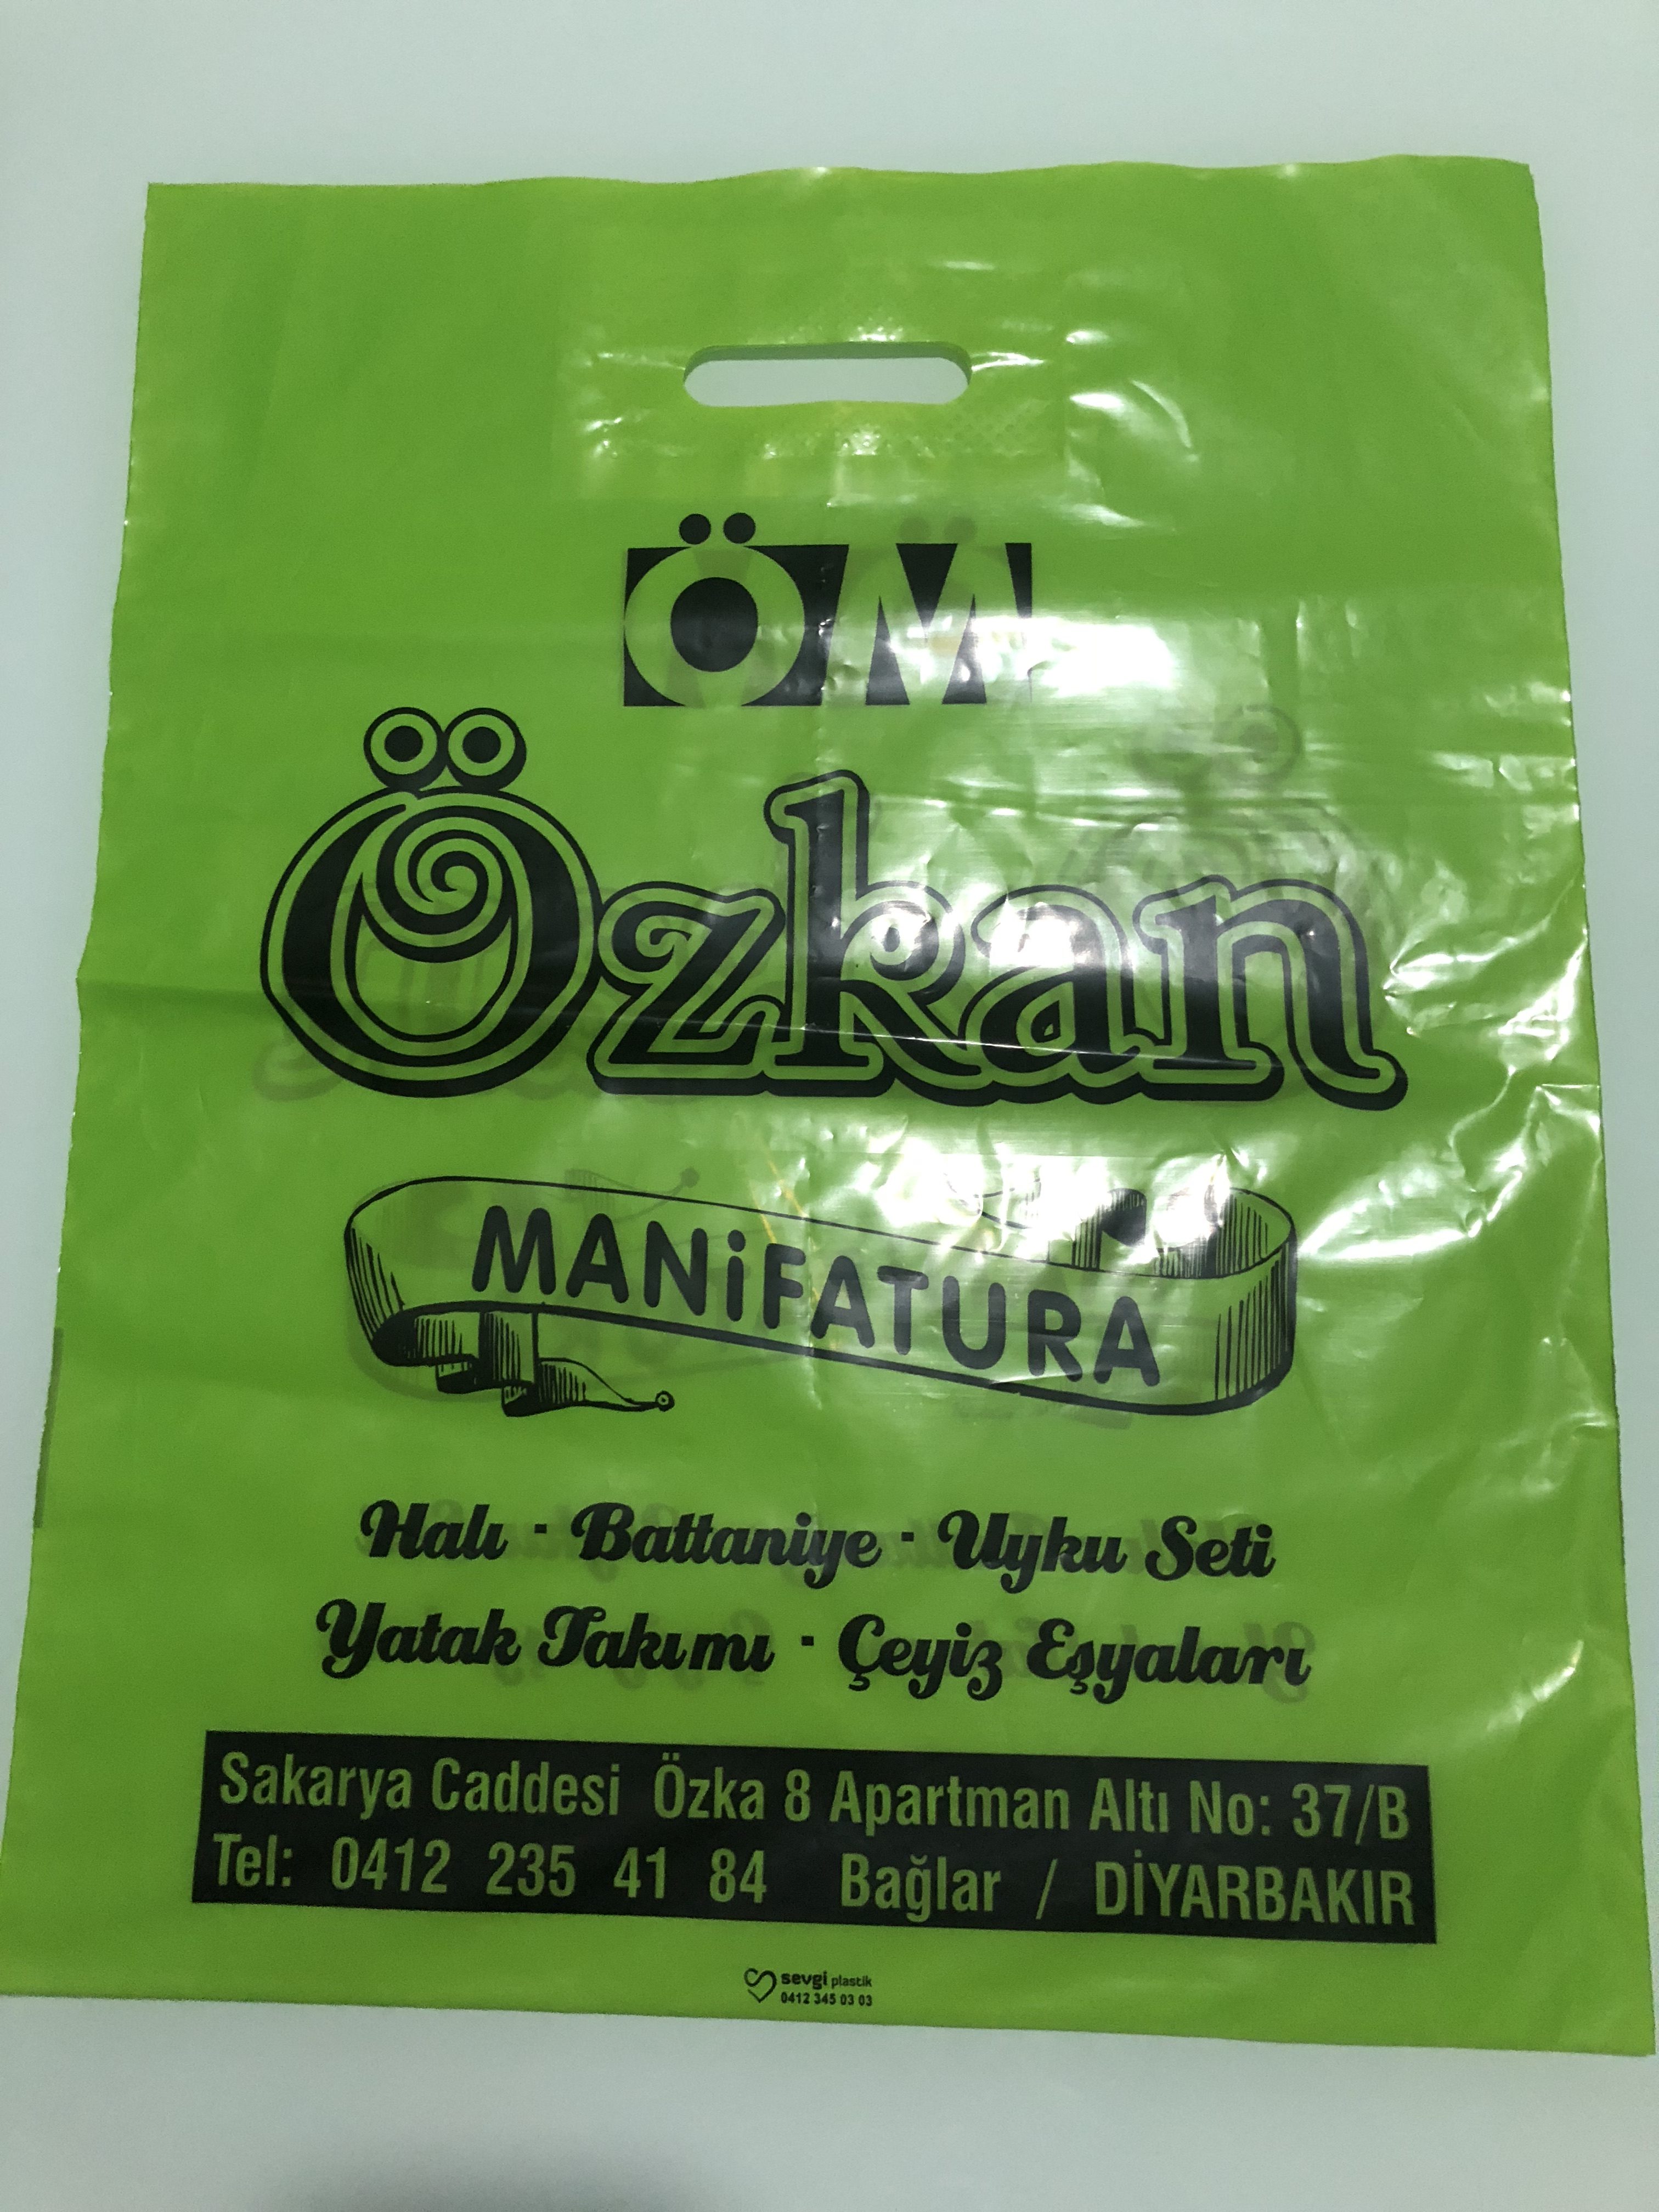 ÖM
Özkan
MANİFATURA
Halı · Battaniye · Uyku Seti
Yatak Takımı · Çeyiz Eşyaları
Sakarya Caddesi Özka 8 Apartman Altı No: 37/B
Tel: 0412 235 41 84 Bağlar / DİYARBAKIR
sevgi plastik
0412 345 03 03